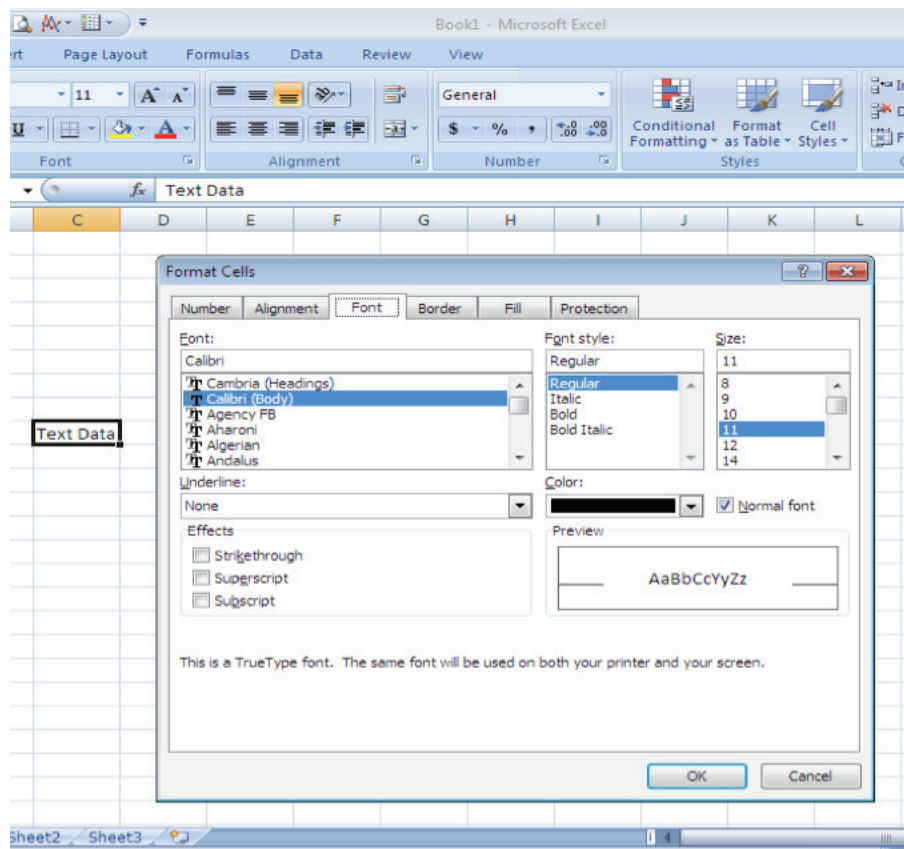 Book1 - Microsoft Excel
Page Layout Formulas Data Review View
11 A A General
U A $ % , .0 .00 .00 .0 Conditional Formatting Format as Table Cell Styles
Font Alignment Number Styles
fx Text Data
C D E F G H I J K L
Format Cells
Number Alignment Font Border Fill Protection
Font: Font style: Size:
Calibri Regular 11
Cambria (Headings) Regular 8
Calibri (Body) Italic 9
Agency FB Bold 10
Aharoni Bold Italic 11
Algerian 12
Andalus 14
Text Data
Underline: Color:
None Normal font
Effects Preview
Strikethrough
Superscript AaBbCcYyZz
Subscript
This is a TrueType font. The same font will be used on both your printer and your screen.
OK Cancel
Sheet2 Sheet3